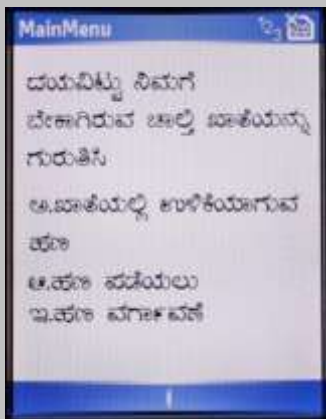 MainMenu
ದಯವಿಟ್ಟು ನಿಮಗೆ
ಬೇಕಾಗಿರುವ ಚಾಲ್ತಿ ಖಾತೆಯನ್ನು
ಗುರುತಿಸಿ
ಅ.ಖಾತೆಯಲ್ಲಿ ಉಳಿಕೆಯಾಗುವ
ಹಣ
ಆ.ಹಣ ಪಡೆಯಲು
ಇ.ಹಣ ವರ್ಗಾವಣೆ